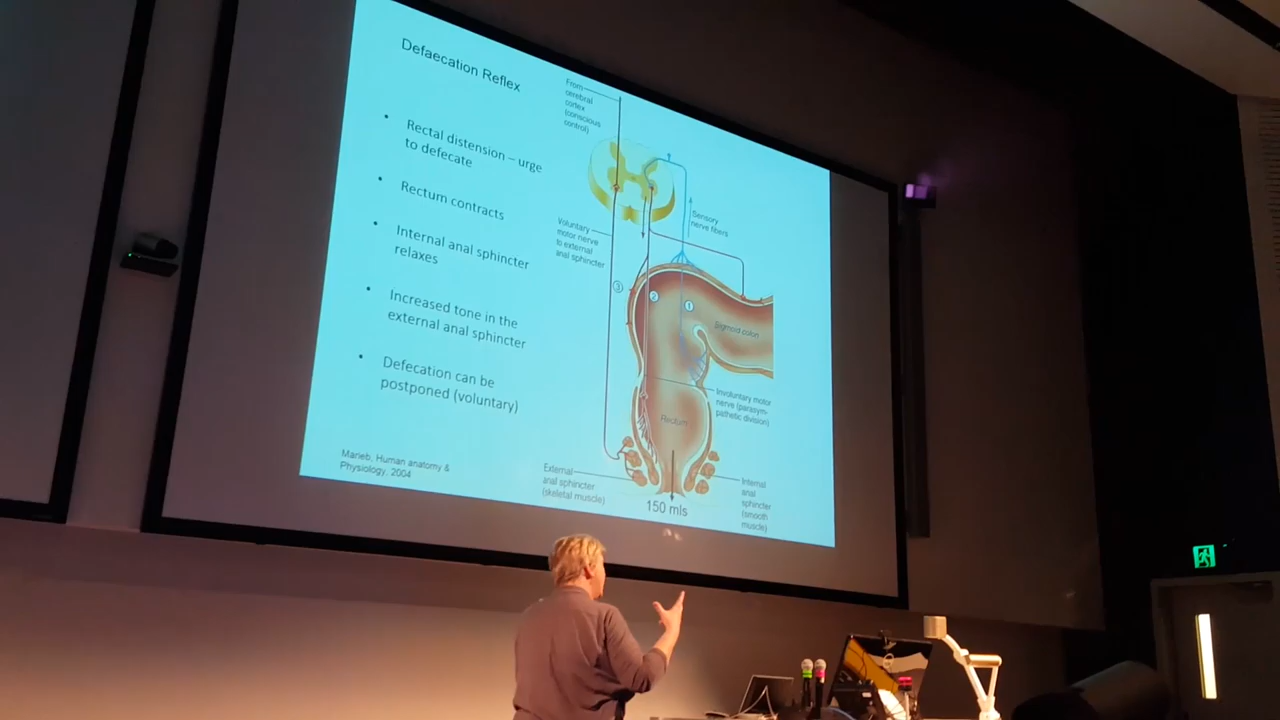 Defaecation Reflex
• Rectal distension – urge
to defecate
• Rectum contracts
• Internal anal sphincter
relaxes
• Increased tone in the
external anal sphincter
• Defecation can be
postponed (voluntary)
Marieb, Human anatomy &
Physiology, 2004
From
cerebral
cortex
(conscious
control)
Sensory
nerve fibers
Voluntary
motor nerve
to external
anal sphincter
3
2
1
Sigmoid colon
Involuntary motor
nerve (parasym-
pathetic division)
Rectum
External
anal sphincter
(skeletal muscle)
150 mls
Internal
anal
sphincter
(smooth
muscle)